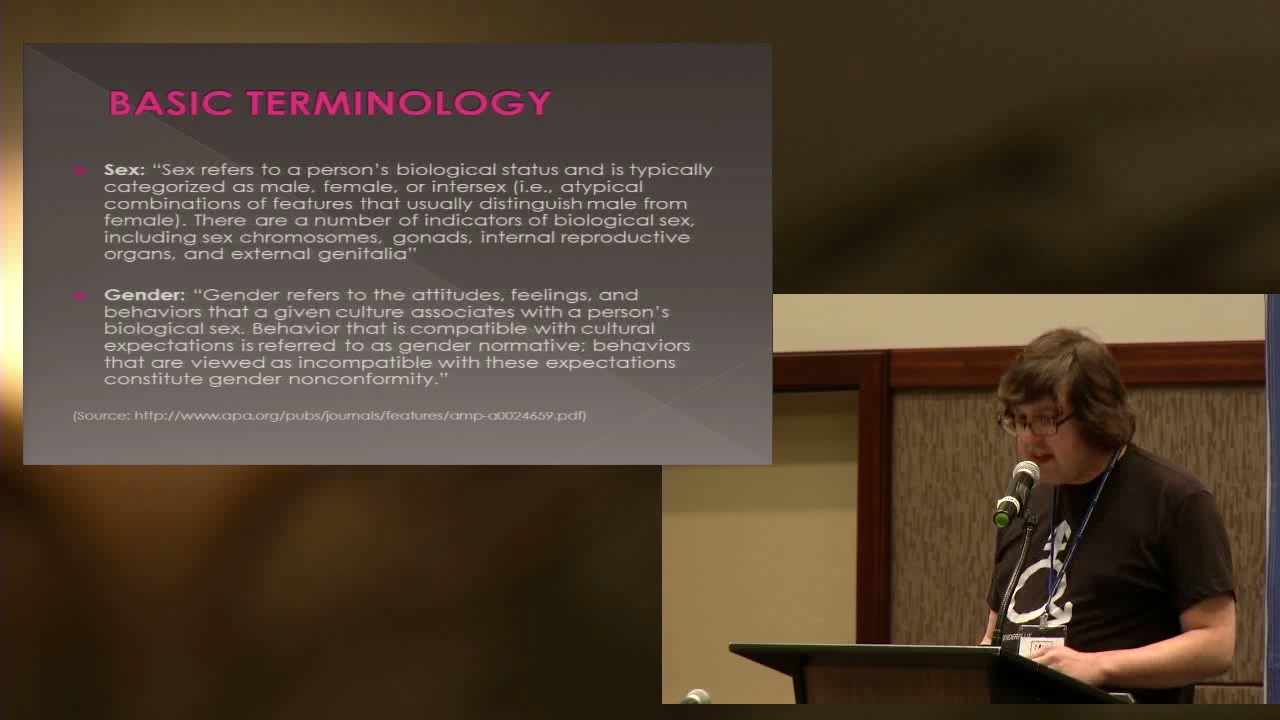 BASIC TERMINOLOGY
Sex: “Sex refers to a person’s biological status and is typically
categorized as male, female, or intersex (i.e., atypical
combinations of features that usually distinguish male from
female). There are a number of indicators of biological sex,
including sex chromosomes, gonads, internal reproductive
organs, and external genitalia”
Gender: “Gender refers to the attitudes, feelings, and
behaviors that a given culture associates with a person’s
biological sex. Behavior that is compatible with cultural
expectations is referred to as gender normative; behaviors
that are viewed as incompatible with these expectations
constitute gender nonconformity.”
(Source: http://www.apa.org/pubs/journals/features/amp-a0024659.pdf)